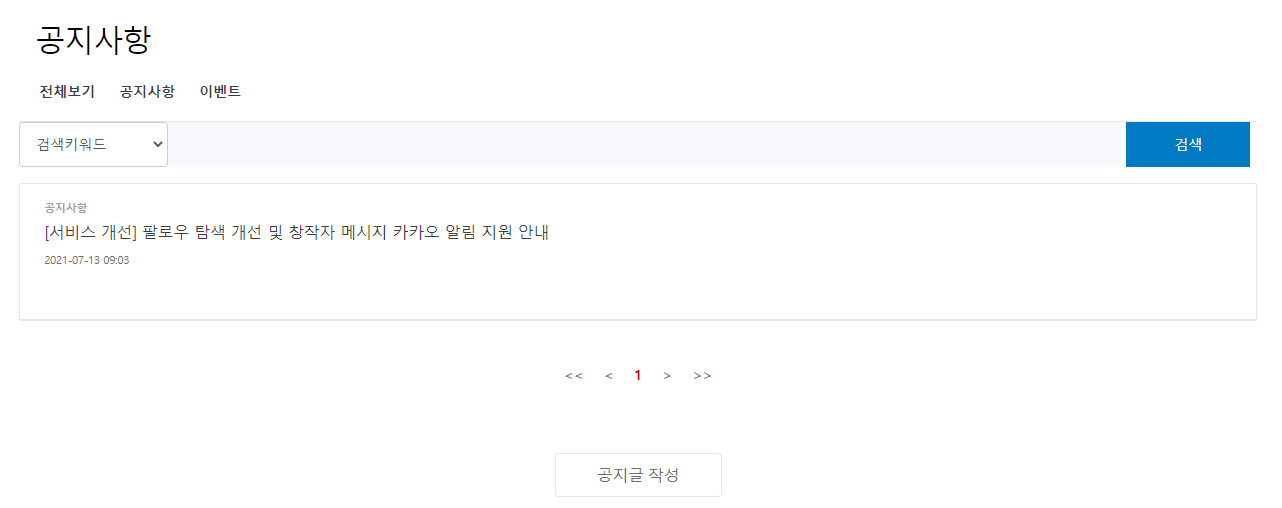 공지사항
전체보기 공지사항 이벤트
검색키워드 검색
공지사항
[서비스 개선] 팔로우 탐색 개선 및 창작자 메시지 카카오 알림 지원 안내
2021-07-13 09:03
<< < 1 > >>
공지글 작성